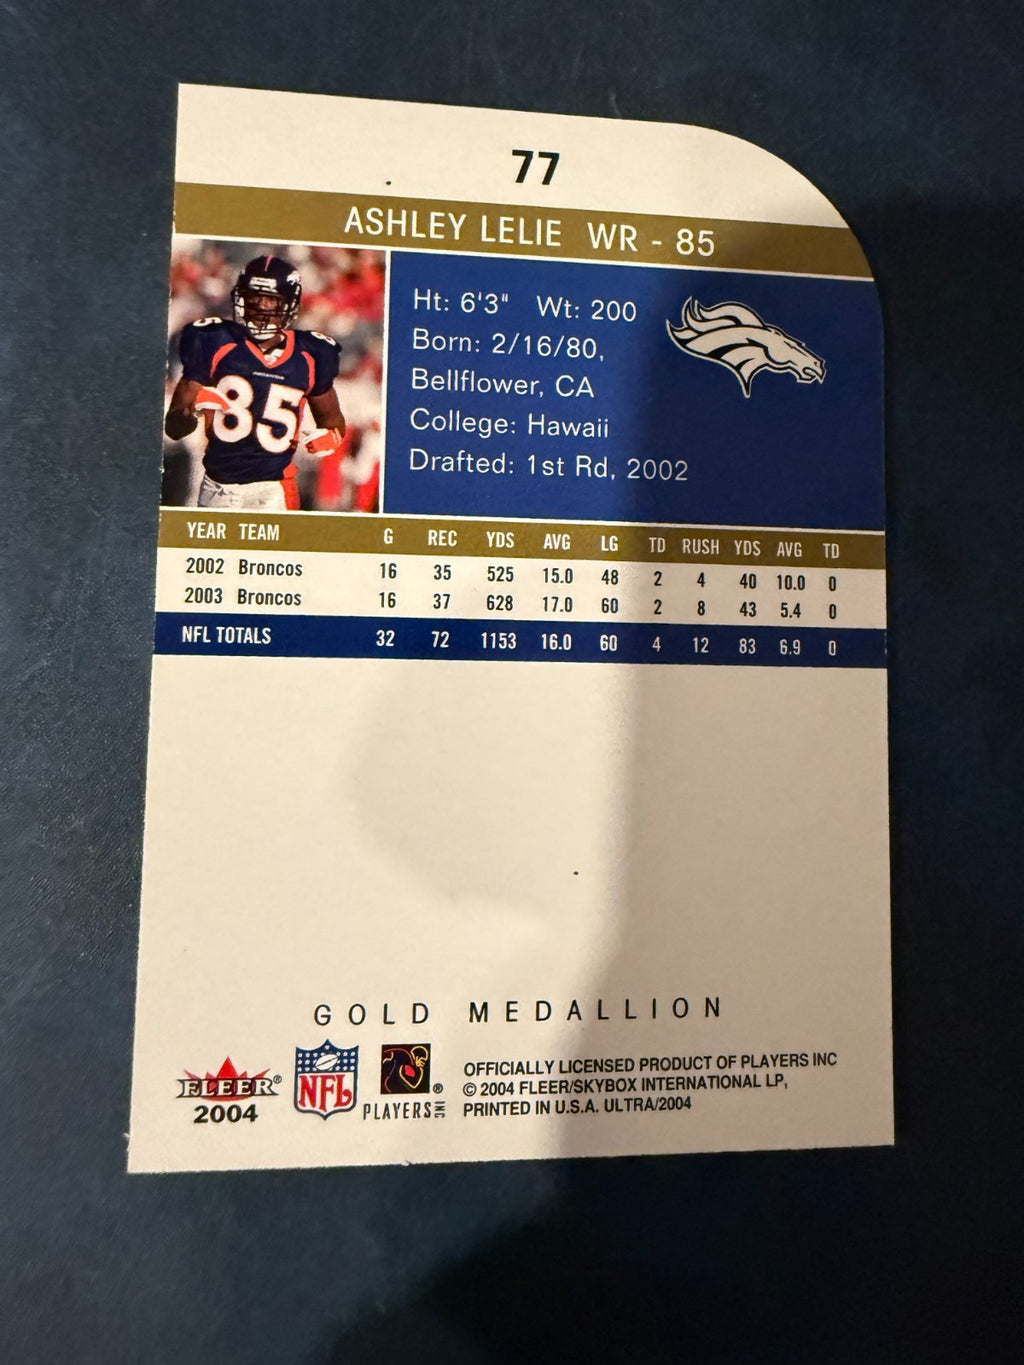 77
ASHLEY LELIE WR - 85
85
85
Ht: 6'3" Wt: 200
Born: 2/16/80,
Bellflower, CA
College: Hawaii
Drafted: 1st Rd, 2002
YEAR TEAM G REC YDS AVG LG TD RUSH YDS AVG TD
2002 Broncos 16 35 525 15.0 48 2 4 40 10.0 0
2003 Broncos 16 37 628 17.0 60 2 8 43 5.4 0
NFL TOTALS 32 72 1153 16.0 60 4 12 83 6.9 0
GOLD MEDALLION
FLEER®
2004
NFL
®
PLAYERS INC
OFFICIALLY LICENSED PRODUCT OF PLAYERS INC
© 2004 FLEER/SKYBOX INTERNATIONAL LP,
PRINTED IN U.S.A. ULTRA/2004